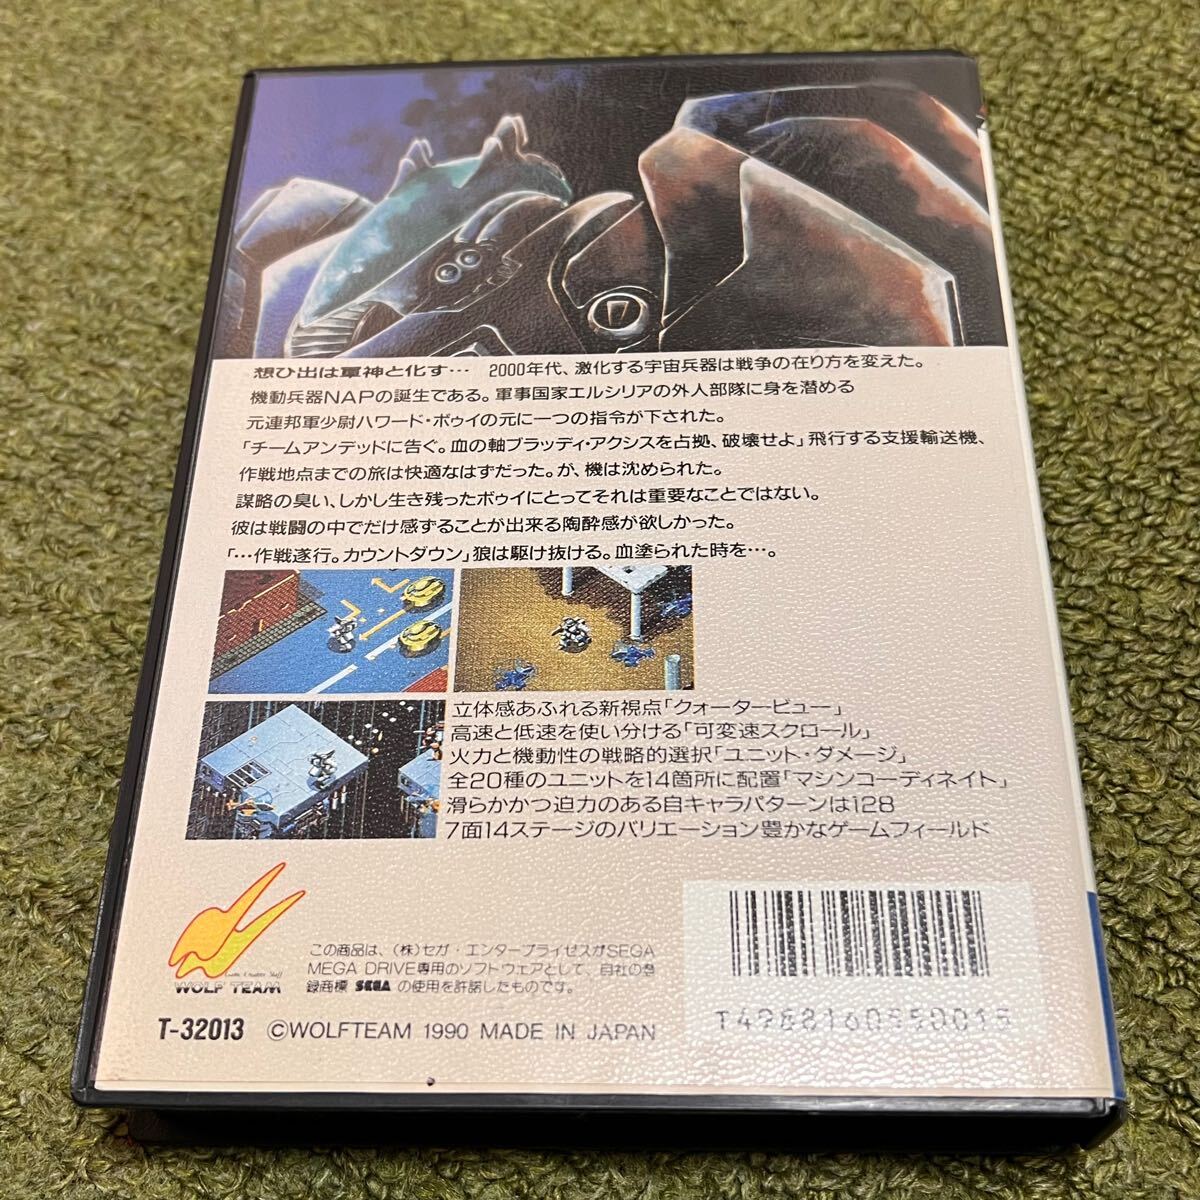 想ひ出は軍神と化す… 2000年代、激化する宇宙兵器は戦争の在り方を変えた。
機動兵器NAPの誕生である。軍事国家エルシリアの外人部隊に身を潜める
元連邦軍少尉ハワード・ボゥイの元に一つの指令が下された。
「チームアンデッドに告ぐ。血の軸ブラッディ・アクシスを占拠、破壊せよ」飛行する支援輸送機、
作戦地点までの旅は快適なはずだった。が、機は沈められた。
謀略の臭い、しかし生き残ったボゥイにとってそれは重要なことではない。
彼は戦闘の中でだけ感ずることが出来る陶酔感が欲しかった。
「…作戦遂行。カウントダウン」狼は駆け抜ける。血塗られた時を…。
立体感あふれる新視点「クォータービュー」
高速と低速を使い分ける「可変速スクロール」
火力と機動性の戦略的選択「ユニット・ダメージ」
全20種のユニットを14箇所に配置「マシンコーディネイト」
滑らかかつ迫力のある自キャラパターンは128
7面14ステージのバリエーション豊かなゲームフィールド
WOLF TEAM
この商品は、(株)セガ・エンタープライゼスがSEGA
MEGA DRIVE専用のソフトウェアとして、自社の登
録商標 SEGA の使用を許諾したものです。
T-32013 ©WOLFTEAM 1990 MADE IN JAPAN